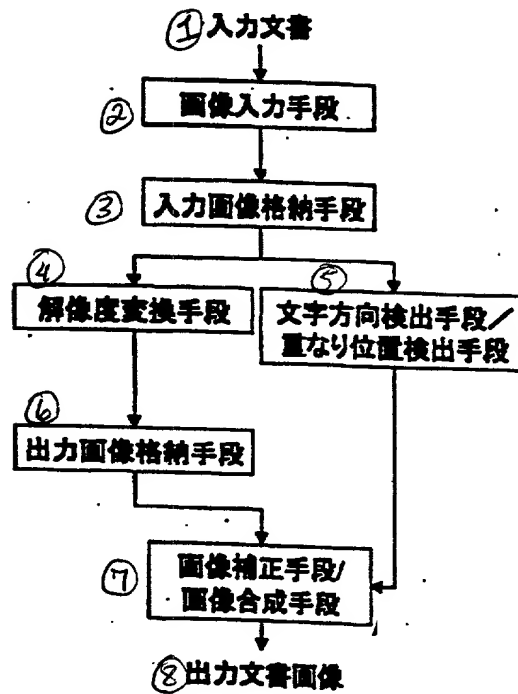 ① 入力文書
② 画像入力手段
③ 入力画像格納手段
④
解像度変換手段
⑤
文字方向検出手段/
重なり位置検出手段
⑥
出力画像格納手段
⑦
画像補正手段/
画像合成手段
⑧ 出力文書画像